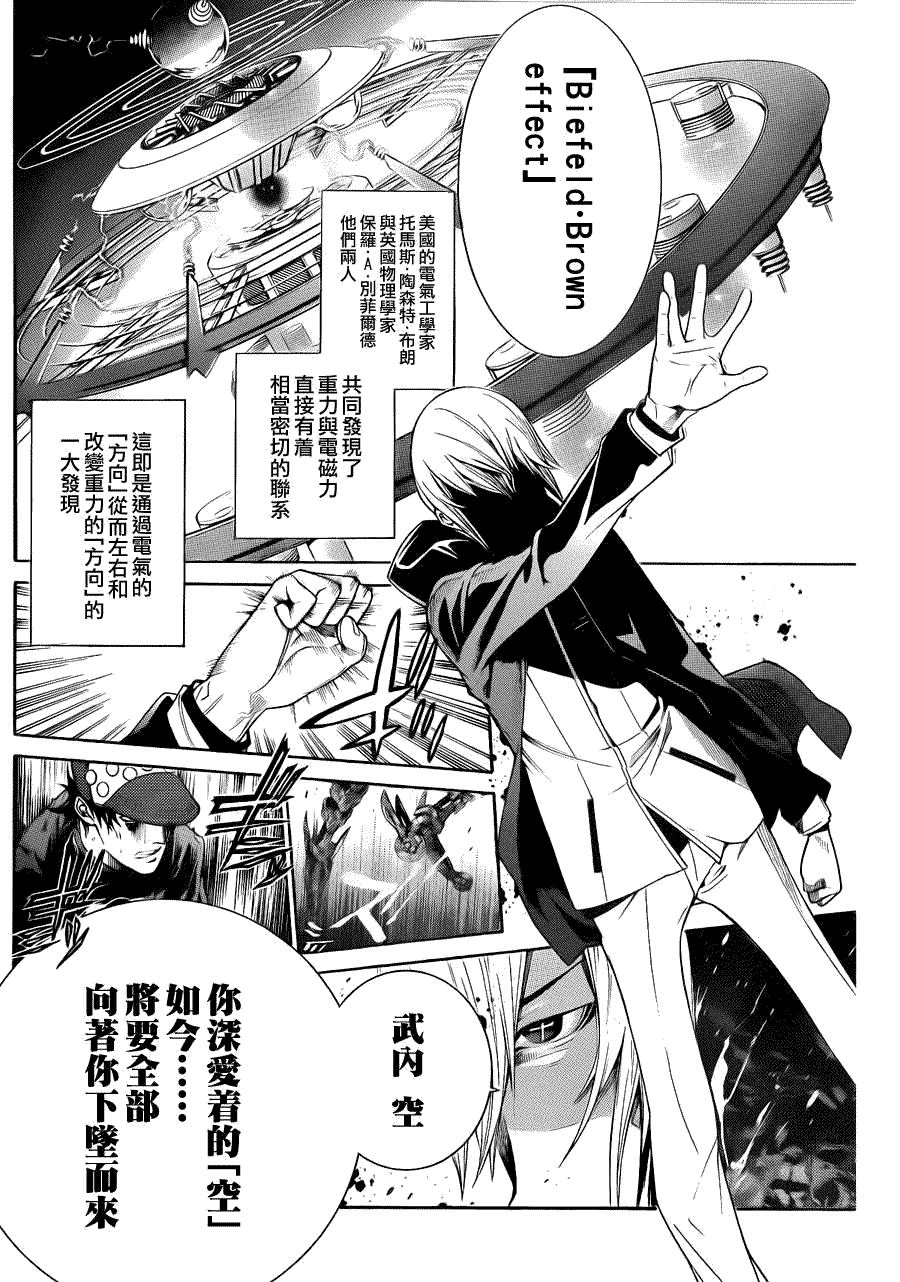 「Biefeld·Brown
effect」
美國的電氣工學家
托馬斯·陶森特·布朗
與英國物理學家
保羅·A·別菲爾德
他們兩人
共同發現了
重力與電磁力
直接有着
相當密切的聯系
這即是通過電氣的
「方向」從而左右和
改變重力的「方向」的
一大發現
武內 空
你深愛着的「空」
如今……
將要全部
向著你下墜而來